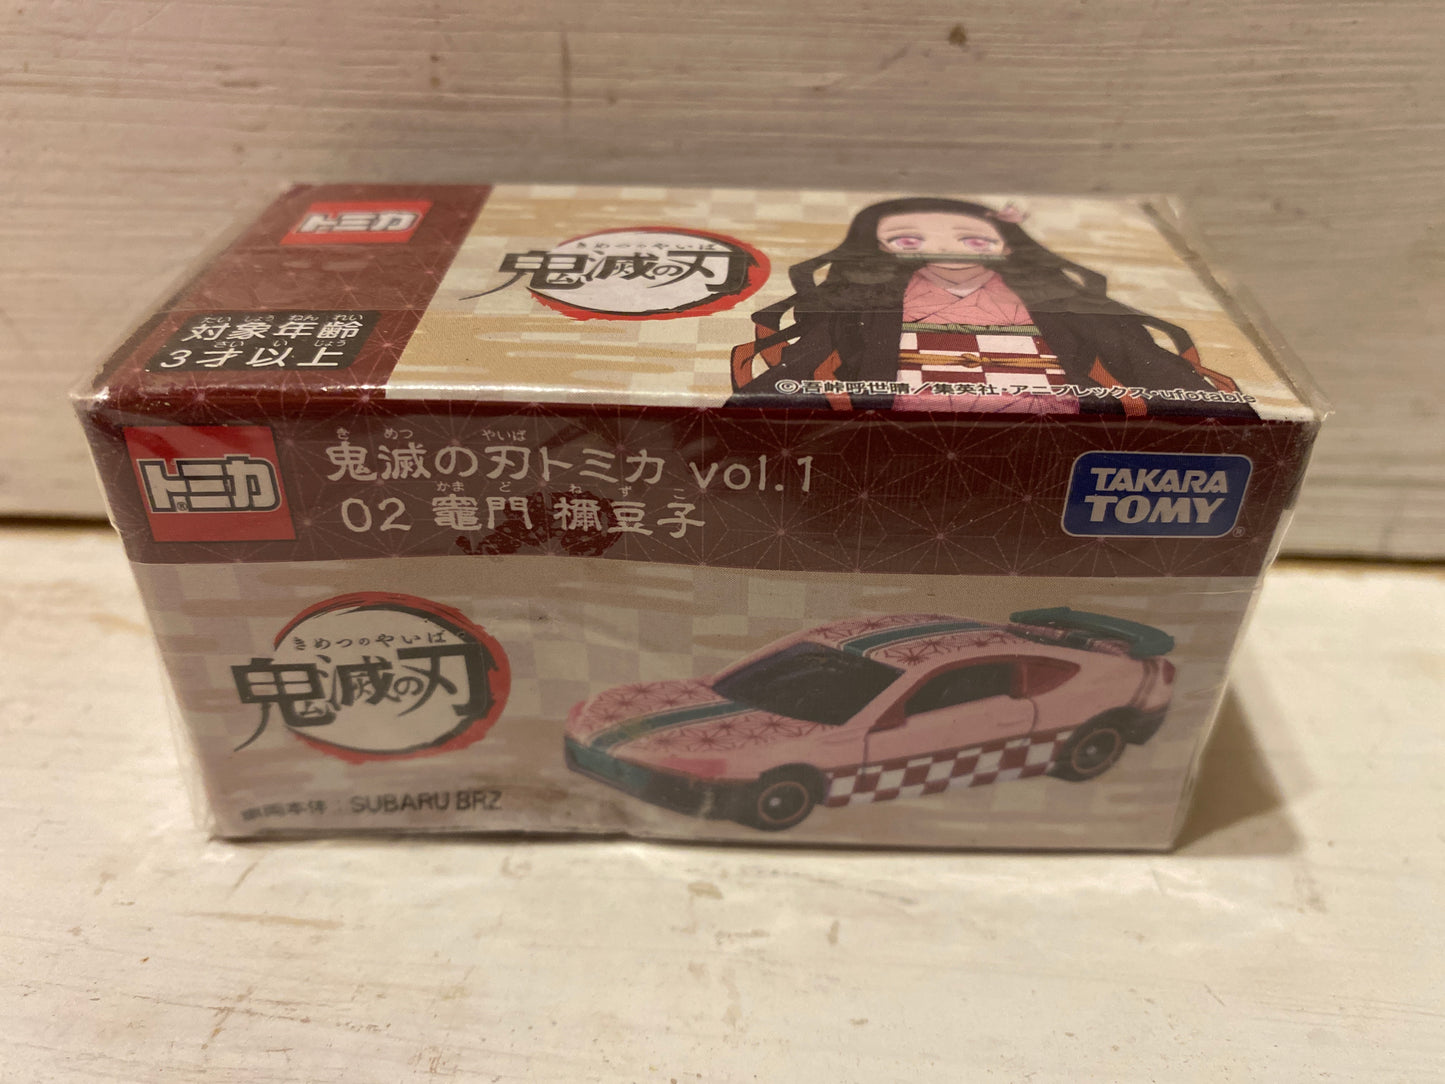 トミカ
きめつのやいば
鬼滅の刃
たいしょうねんれい
対象年齢
さいいじょう
3才以上
©吾峠呼世晴／集英社・アニプレックス・ufotable
トミカ
きめつ やいば
鬼滅の刃トミカ vol.1
かまど ねずこ
02 竈門 禰豆子
TAKARA
TOMY
きめつのやいば
鬼滅の刃
車両本体：SUBARU BRZ